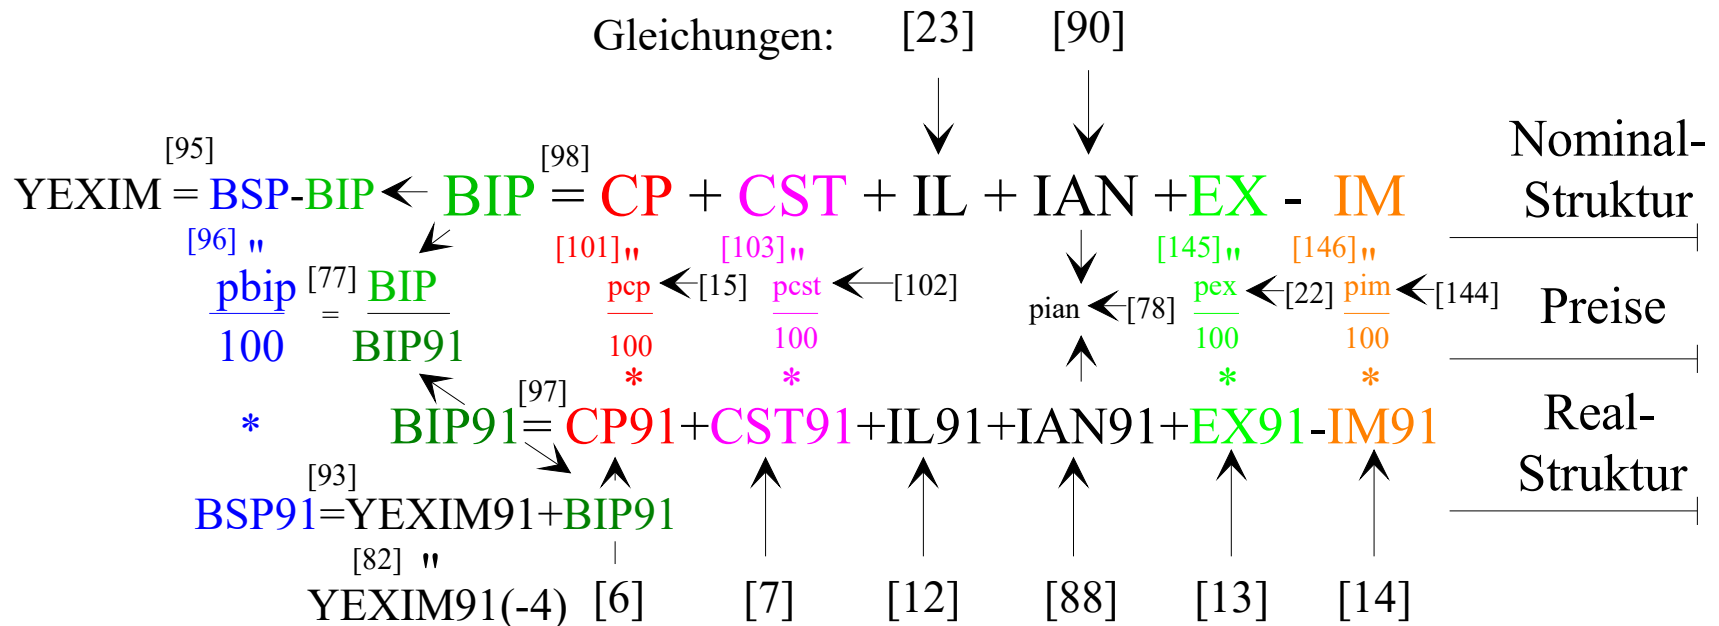 Gleichungen: [23] [90]
Nominal-
[95] [98]
YEXIM = BSP-BIP BIP = CP + CST + IL + IAN +EX - IM
Struktur
[96] " [101] " [103] " [145] " [146] "
pbip [77] BIP pcp [15] pcst [102] pian [78] pex [22] pim [144] Preise
=
100 BIP91 100 100 100 100
* * * *
[97]
* BIP91= CP91+CST91+IL91+IAN91+EX91-IM91 Real-
Struktur
[93]
BSP91=YEXIM91+BIP91
[82] "
YEXIM91(-4) [6] [7] [12] [88] [13] [14]